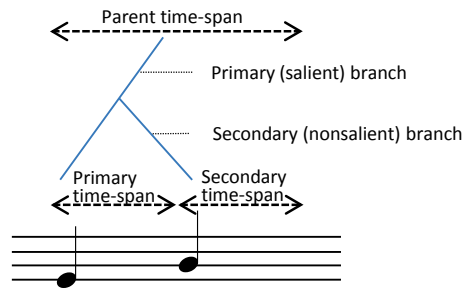 Parent time-span
Primary (salient) branch
Secondary (nonsalient) branch
Primary
time-span
Secondary
time-span